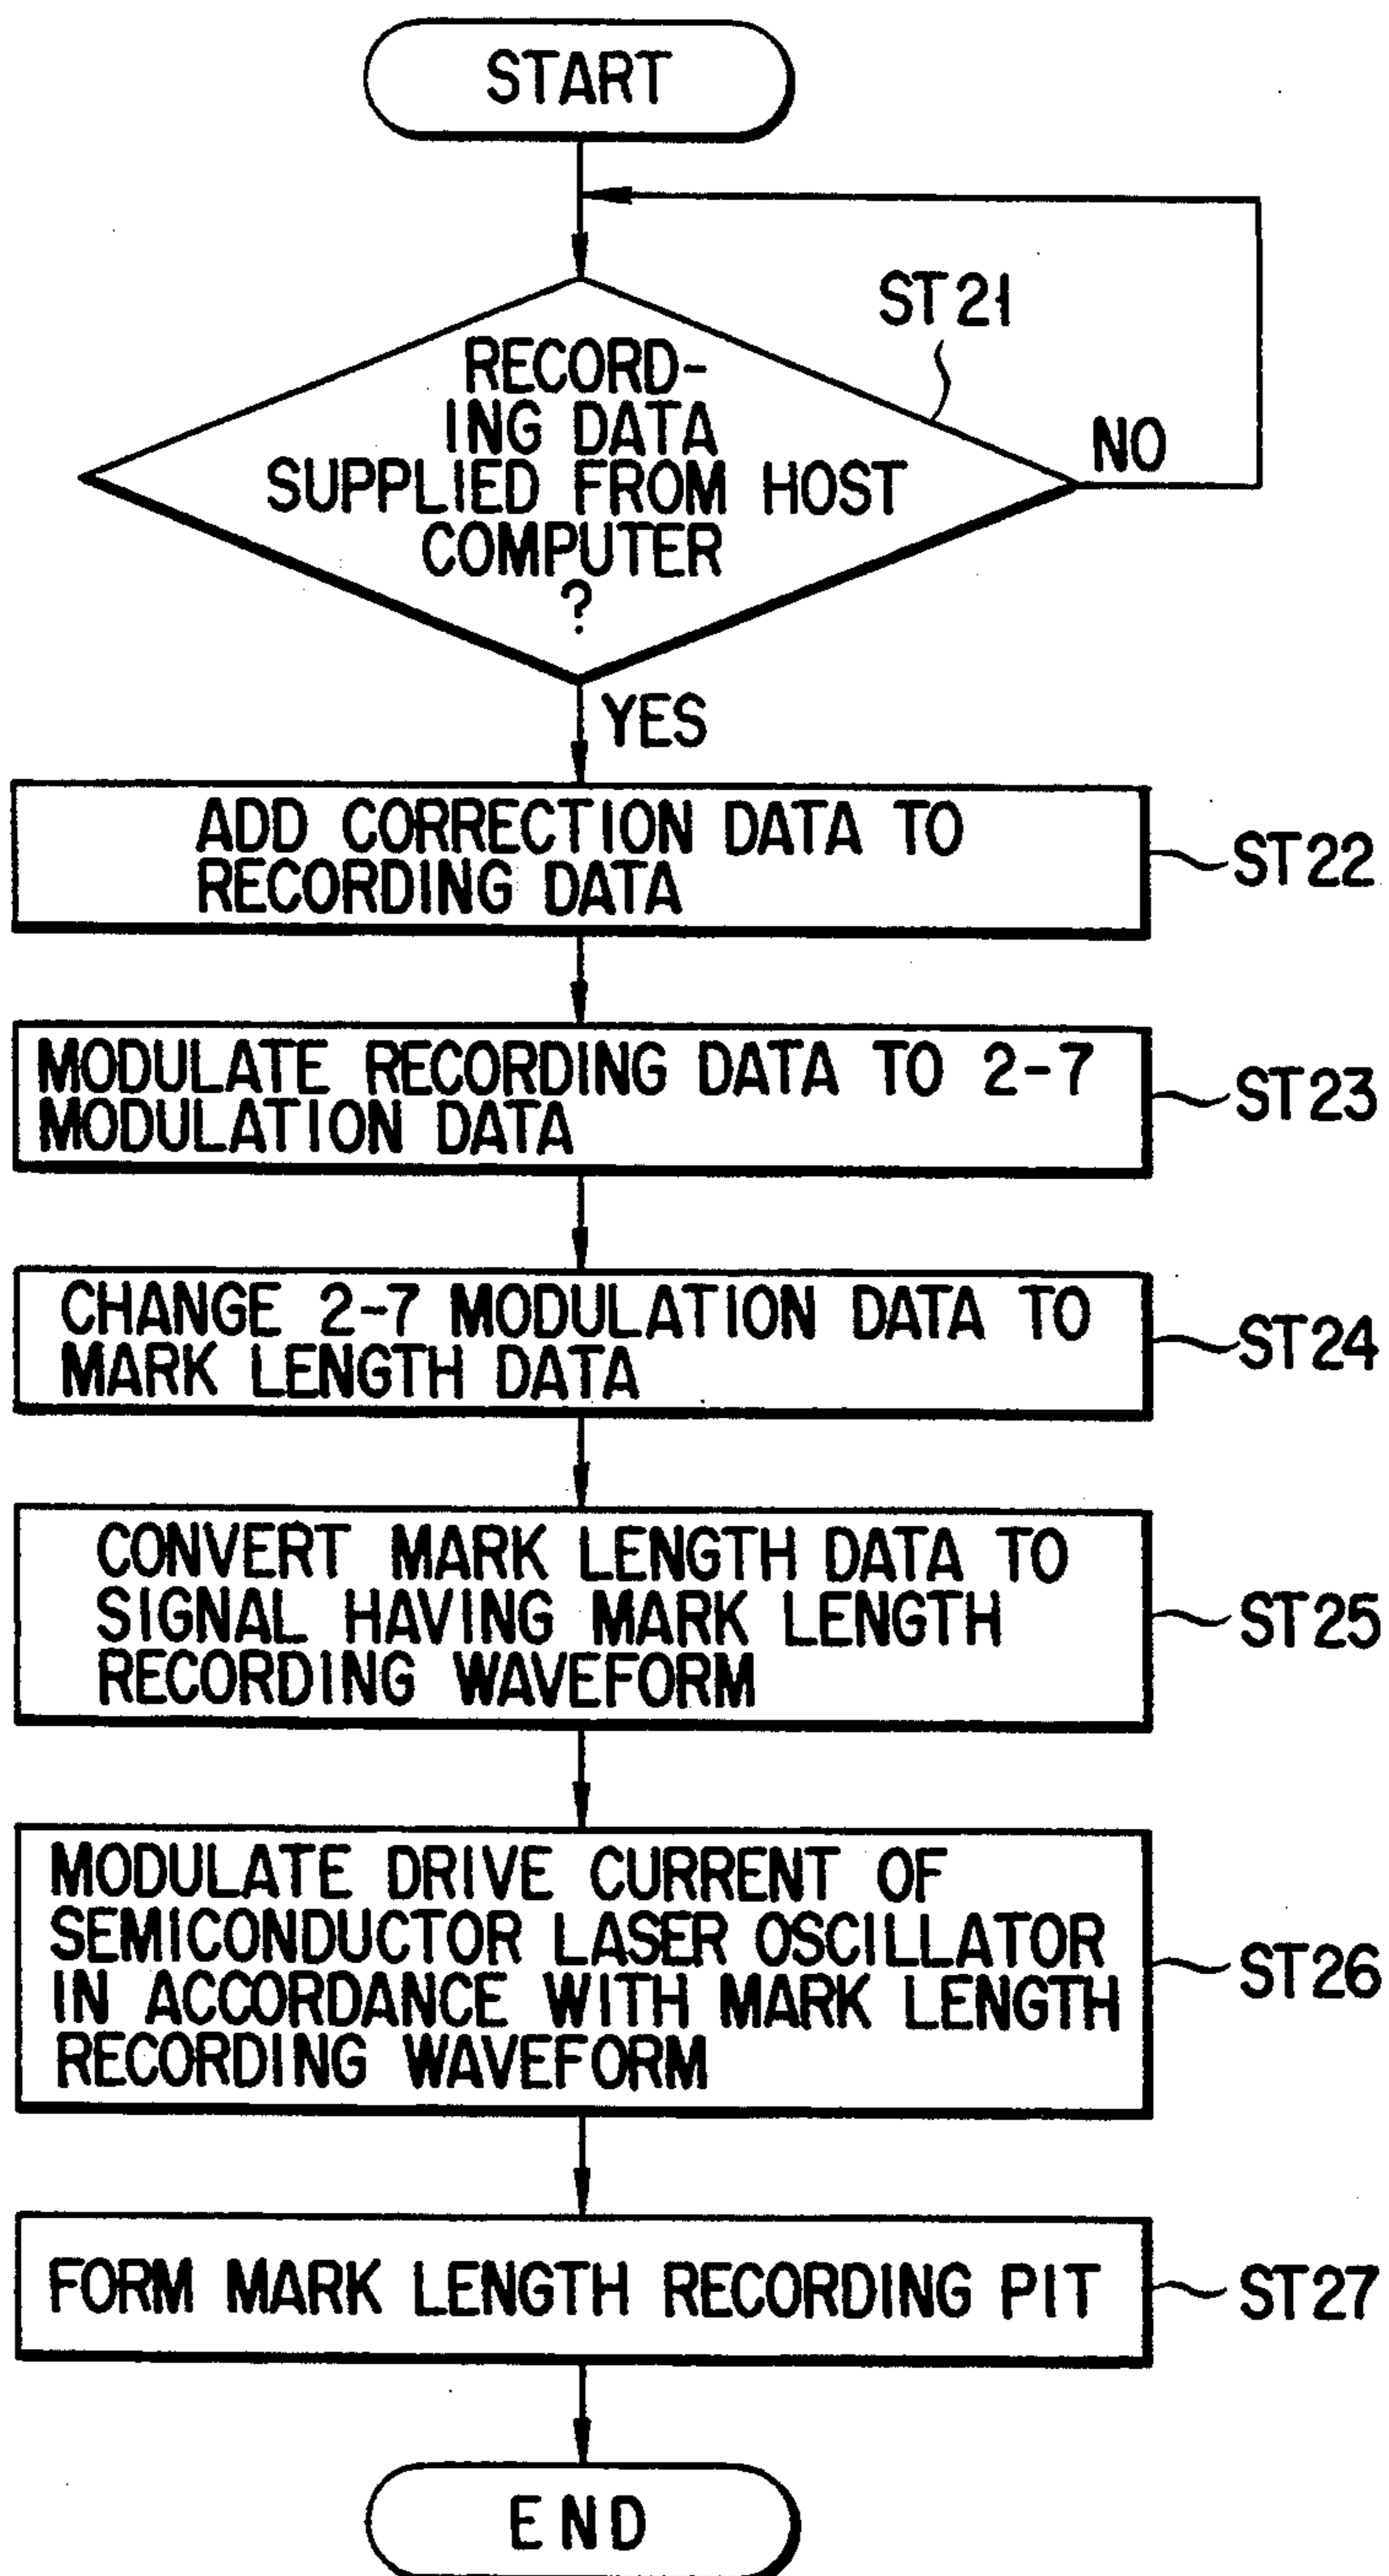 START
ST21
RECORD-
ING DATA
SUPPLIED FROM HOST
COMPUTER
?
NO
YES
ADD CORRECTION DATA TO
RECORDING DATA
ST22
MODULATE RECORDING DATA TO 2-7
MODULATION DATA
ST23
CHANGE 2-7 MODULATION DATA TO
MARK LENGTH DATA
ST24
CONVERT MARK LENGTH DATA TO
SIGNAL HAVING MARK LENGTH
RECORDING WAVEFORM
ST25
MODULATE DRIVE CURRENT OF
SEMICONDUCTOR LASER OSCILLATOR
IN ACCORDANCE WITH MARK LENGTH
RECORDING WAVEFORM
ST26
FORM MARK LENGTH RECORDING PIT
ST27
END